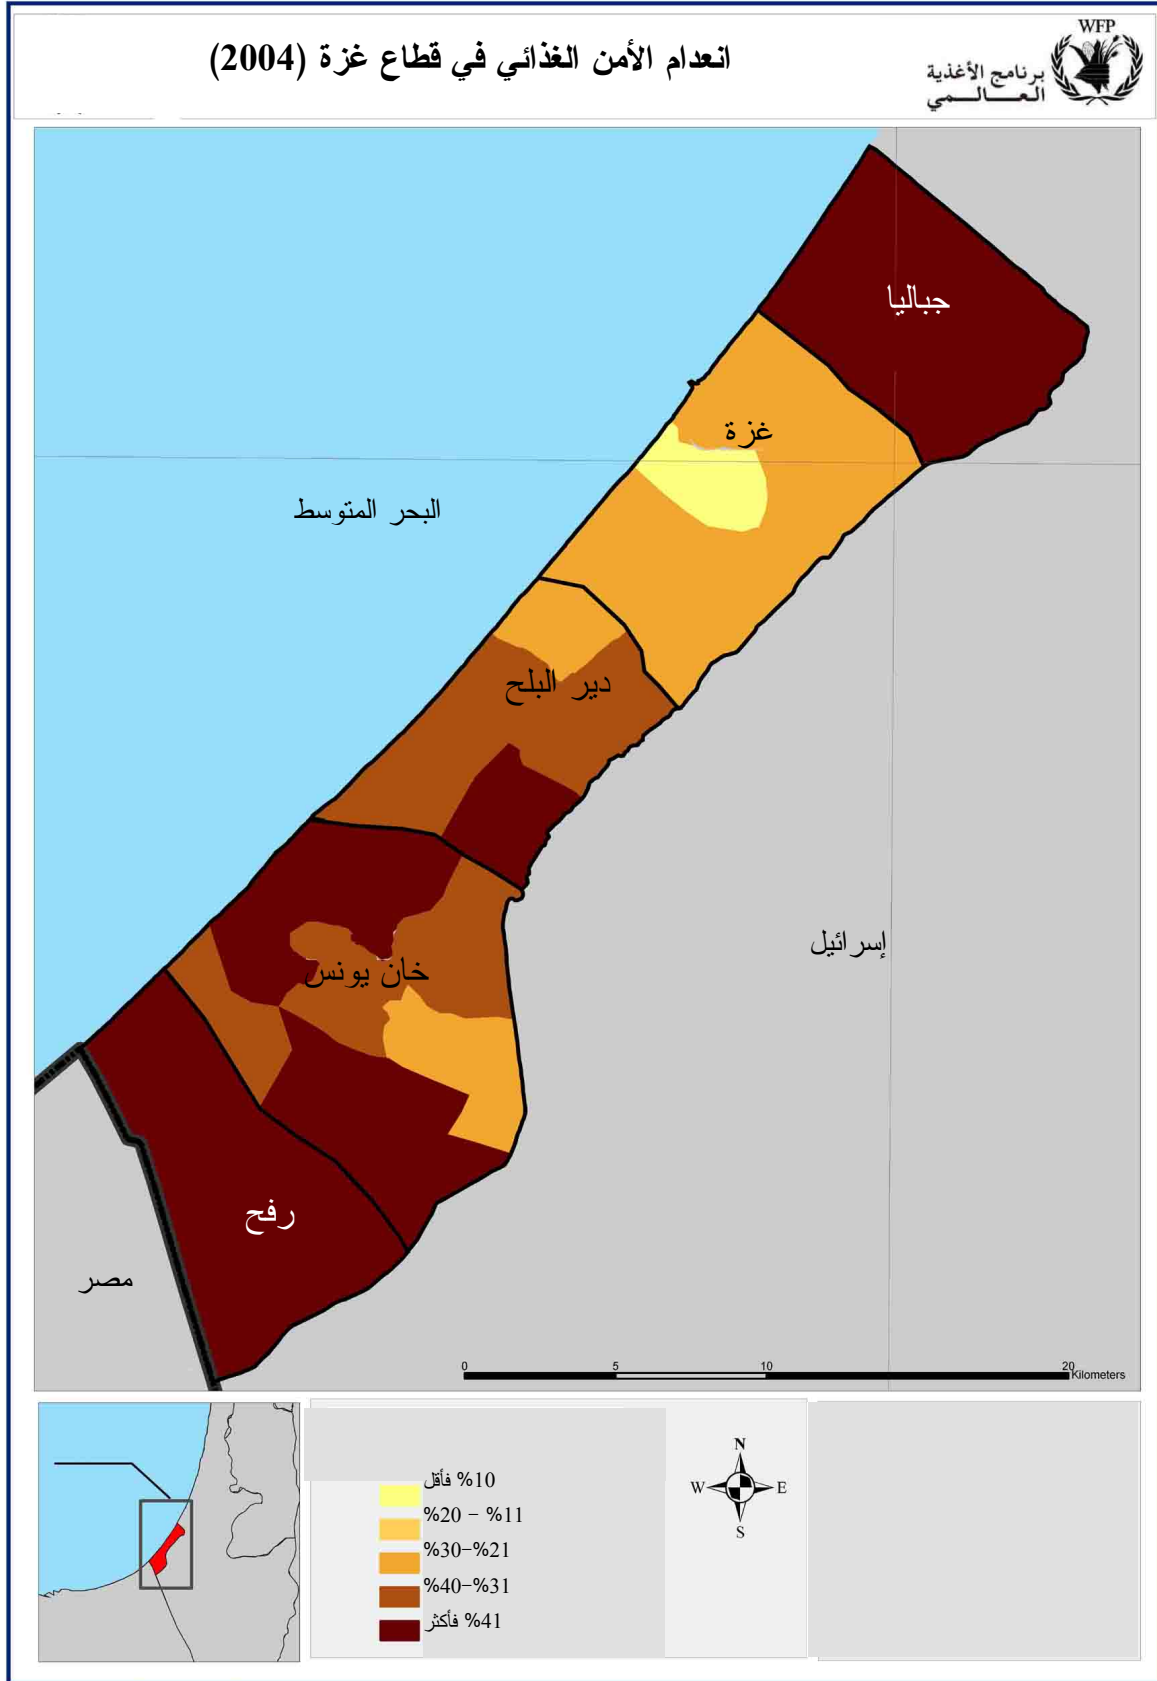 انعدام الأمن الغذائي في قطاع غزة (2004)
WFP
برنامج الأغذية
العـــالـــمي
جباليا
غزة
البحر المتوسط
دير البلح
إسرائيل
خان يونس
رفح
مصر
0 5 10 20
Kilometers
N
W E
S
10% فأقل
11% – 20%
21%–30%
31%–40%
41% فأكثر